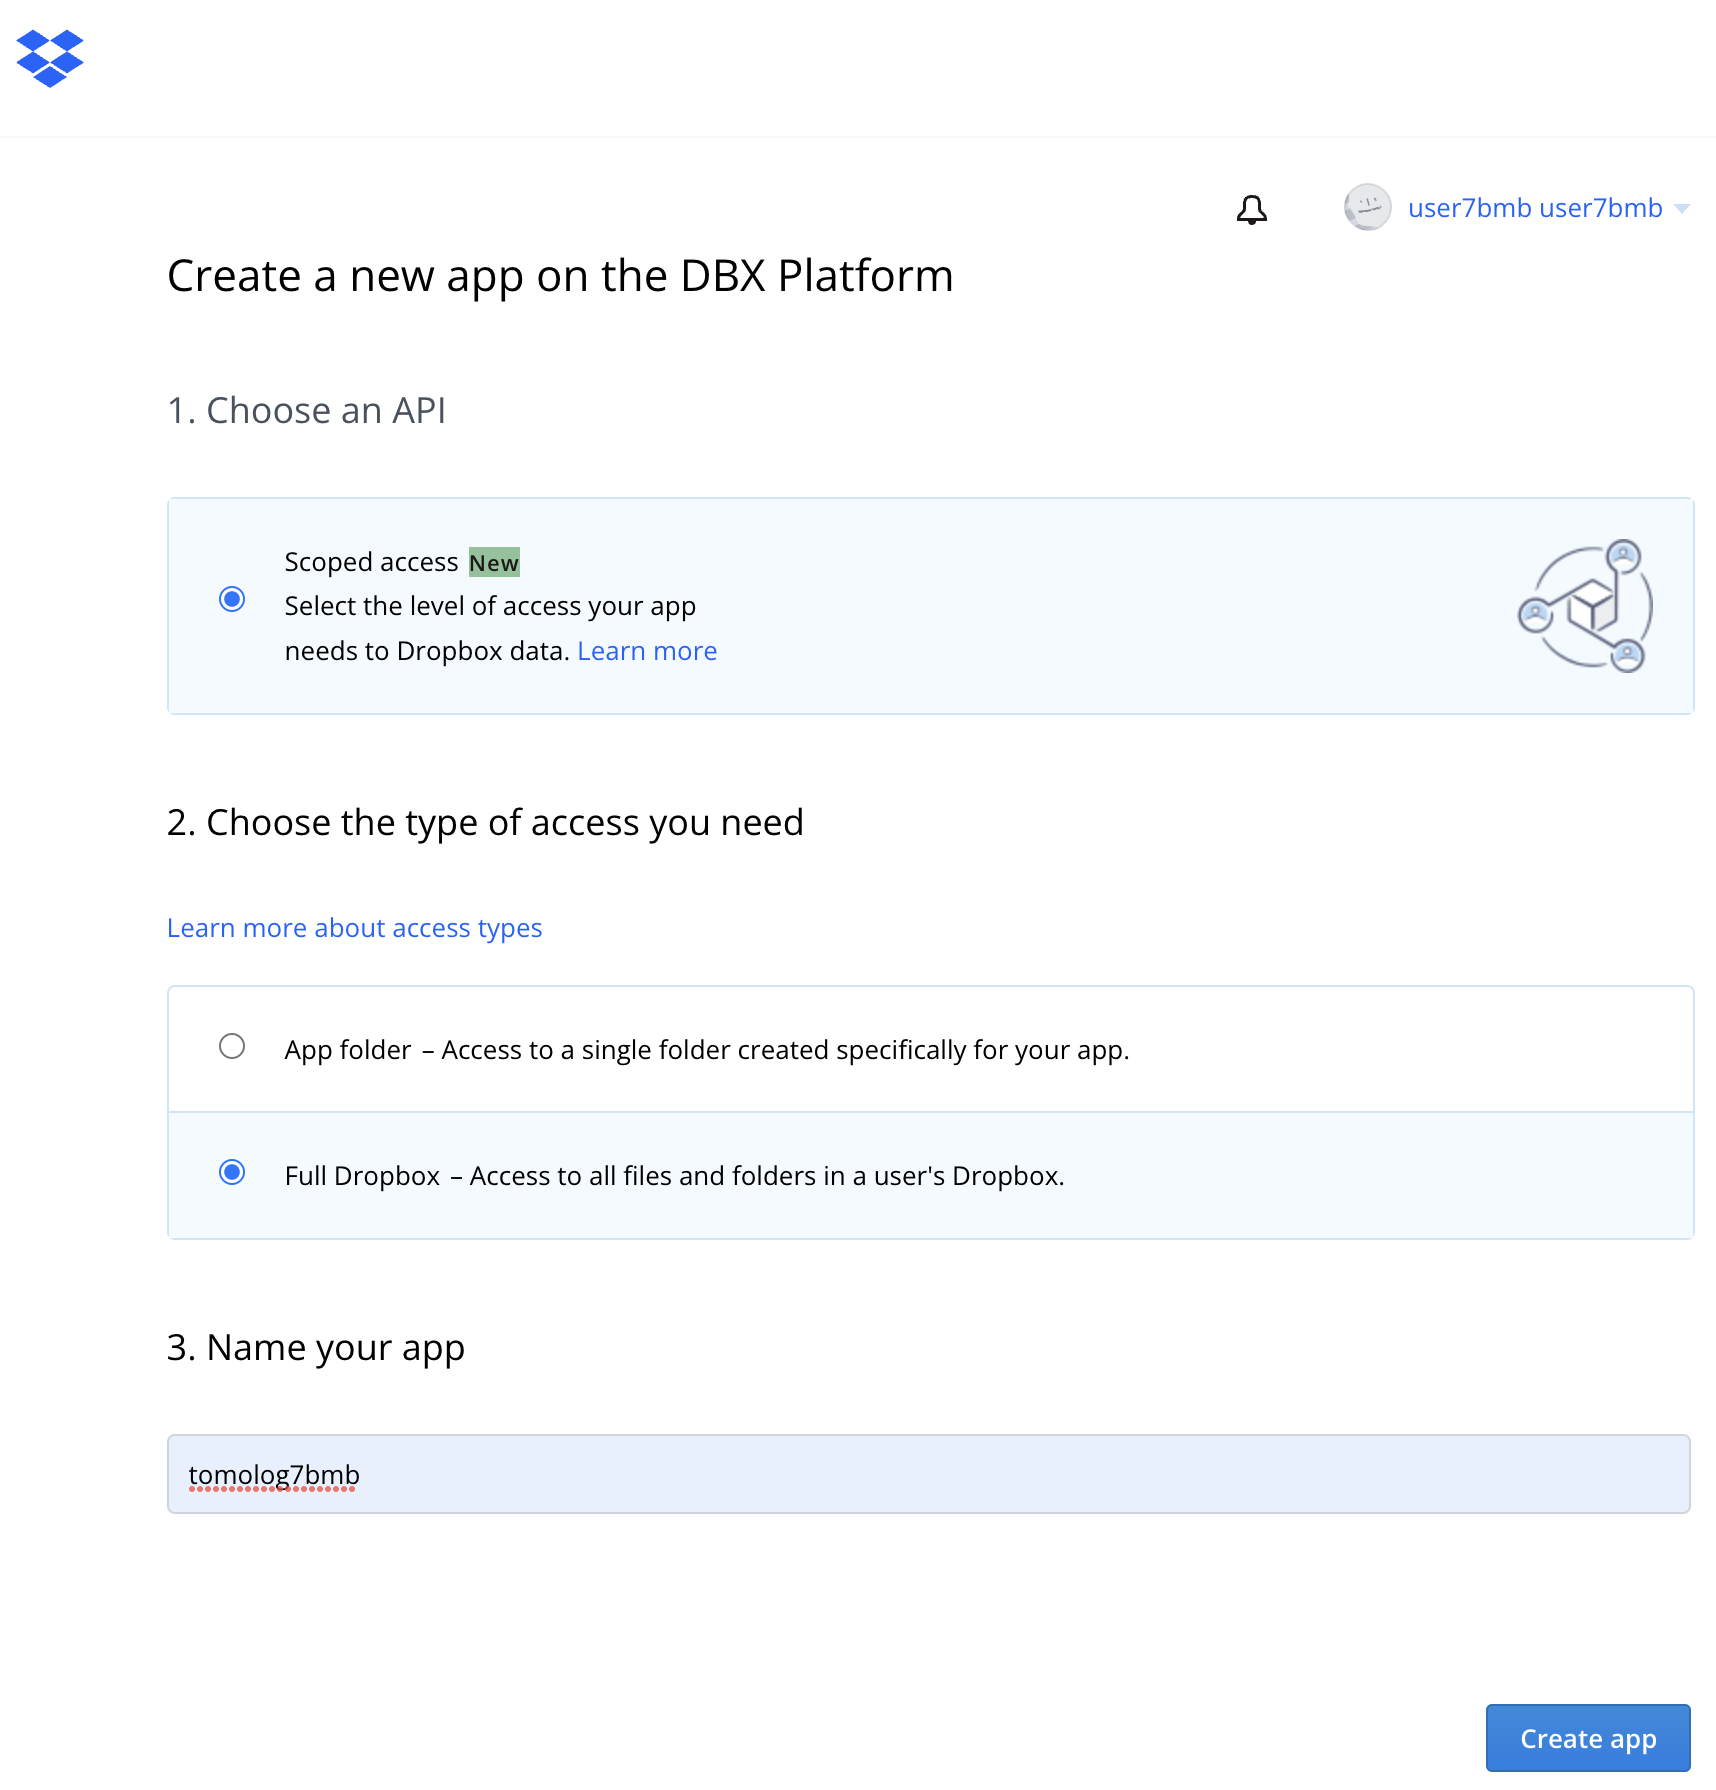 user7bmb user7bmb
Create a new app on the DBX Platform
1. Choose an API
Scoped access New
Select the level of access your app
needs to Dropbox data. Learn more
2. Choose the type of access you need
Learn more about access types
App folder – Access to a single folder created specifically for your app.
Full Dropbox – Access to all files and folders in a user's Dropbox.
3. Name your app
tomolog7bmb
Create app